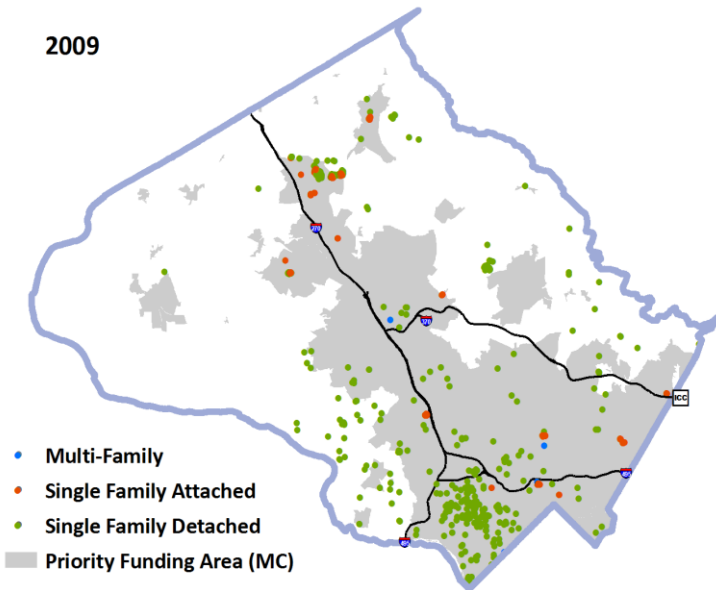 2009
270
370
ICC
495
495
Multi-Family
Single Family Attached
Single Family Detached
Priority Funding Area (MC)